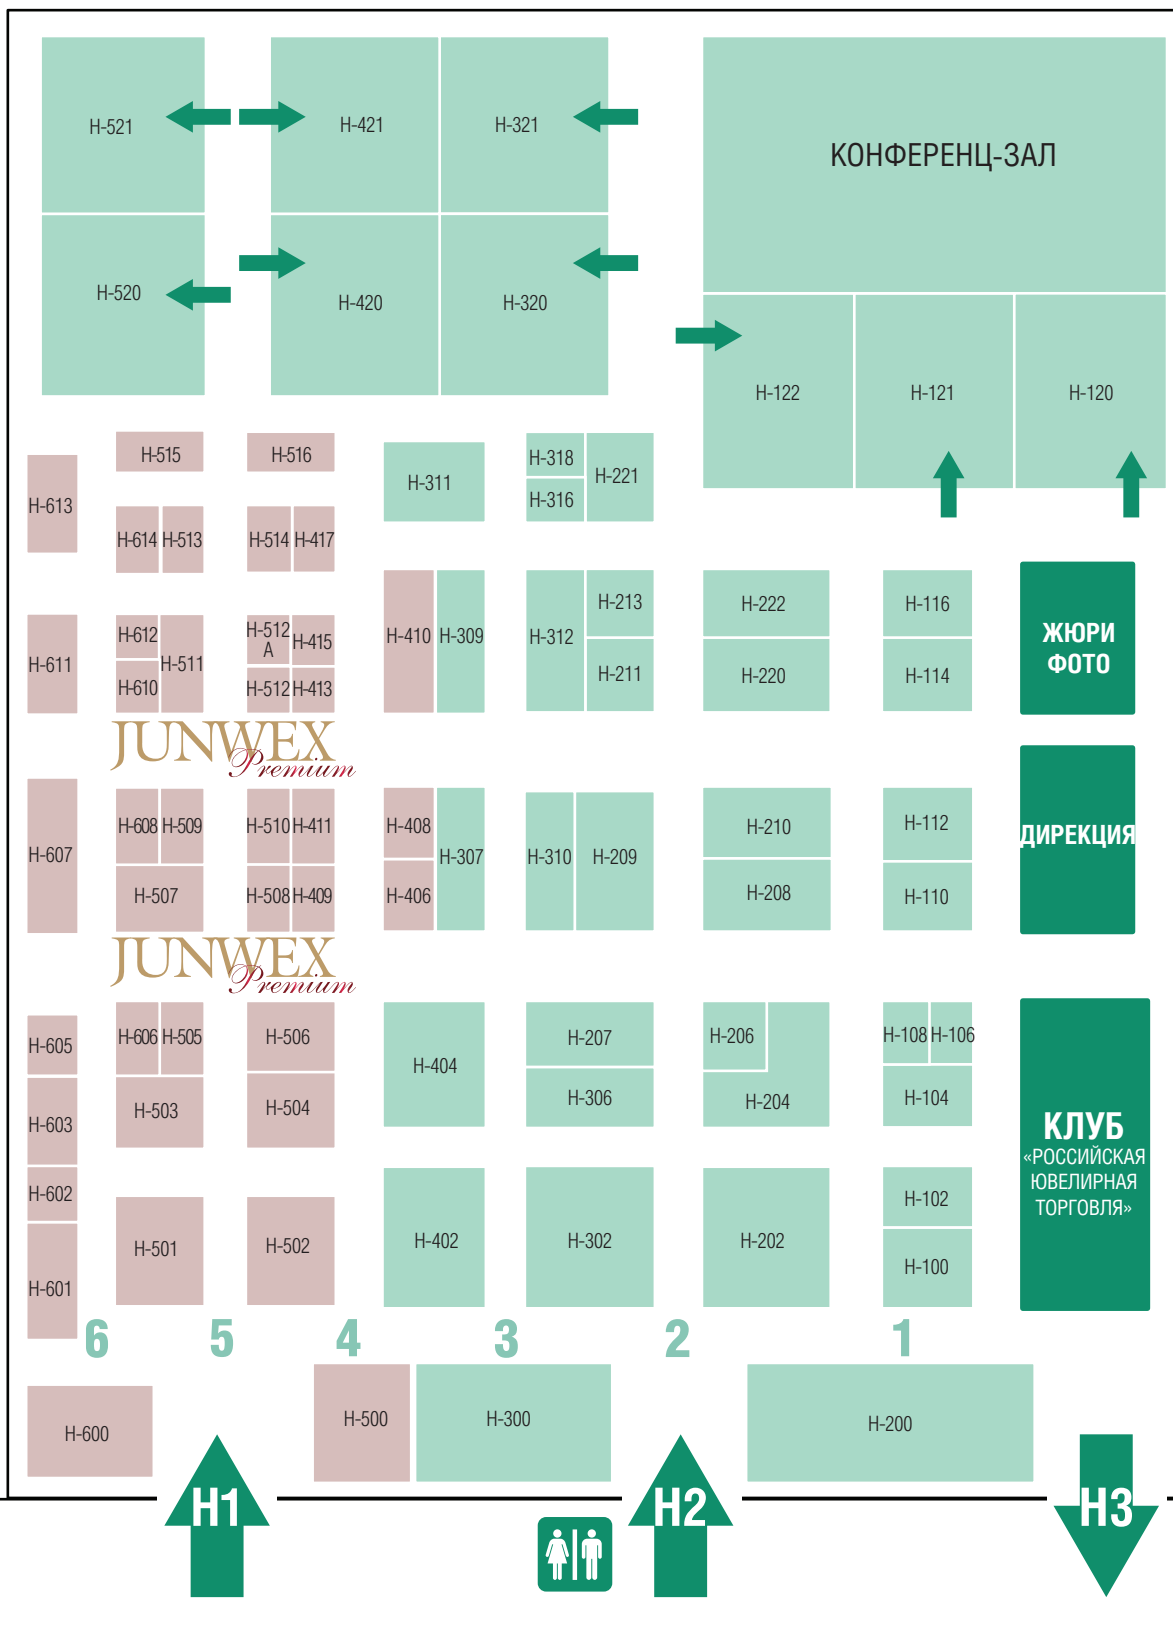 Н-521
Н-421
Н-321
КОНФЕРЕНЦ-ЗАЛ
Н-520
Н-420
Н-320
Н-122
Н-121
Н-120
Н-515
Н-516
Н-311
Н-318
Н-221
Н-316
Н-613
Н-614
Н-513
Н-514
Н-417
Н-410
Н-309
Н-312
Н-213
Н-211
Н-222
Н-220
Н-116
Н-114
ЖЮРИ
ФОТО
Н-611
Н-612
Н-511
Н-610
Н-512
А
Н-415
Н-512
Н-413
JUNWEX
Premium
Н-607
Н-608
Н-509
Н-507
Н-510
Н-411
Н-508
Н-409
Н-408
Н-307
Н-406
Н-310
Н-209
Н-210
Н-208
Н-112
Н-110
ДИРЕКЦИЯ
JUNWEX
Premium
Н-605
Н-606
Н-505
Н-506
Н-404
Н-207
Н-306
Н-206
Н-204
Н-108
Н-106
Н-104
Н-603
Н-503
Н-504
КЛУБ
«РОССИЙСКАЯ
ЮВЕЛИРНАЯ
ТОРГОВЛЯ»
Н-602
Н-601
Н-501
Н-502
Н-402
Н-302
Н-202
Н-102
Н-100
6
5
4
3
2
1
Н-600
Н-500
Н-300
Н-200
Н1
Н2
Н3